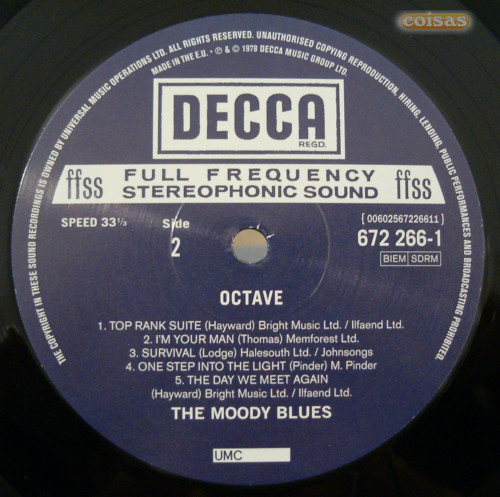 coisas
THE COPYRIGHT IN THESE SOUND RECORDINGS IS OWNED BY UNIVERSAL MUSIC OPERATIONS LTD. ALL RIGHTS RESERVED. UNAUTHORISED COPYING REPRODUCTION, HIRING, LENDING, PUBLIC PERFORMANCES AND BROADCASTING PROHIBITED.
MADE IN THE E.U. • ℗ & © 1978 DECCA MUSIC GROUP LTD.
DECCA
REGD.
ffss FULL FREQUENCY ffss
STEREOPHONIC SOUND
SPEED 33⅓ Side {00602567226611}
2 672 266-1
BIEM SDRM
OCTAVE
1. TOP RANK SUITE (Hayward) Bright Music Ltd. / Ilfaend Ltd.
2. I'M YOUR MAN (Thomas) Memforest Ltd.
3. SURVIVAL (Lodge) Halesouth Ltd. / Johnsongs
4. ONE STEP INTO THE LIGHT (Pinder) M. Pinder
5. THE DAY WE MEET AGAIN
(Hayward) Bright Music Ltd. / Ilfaend Ltd.
THE MOODY BLUES
UMC